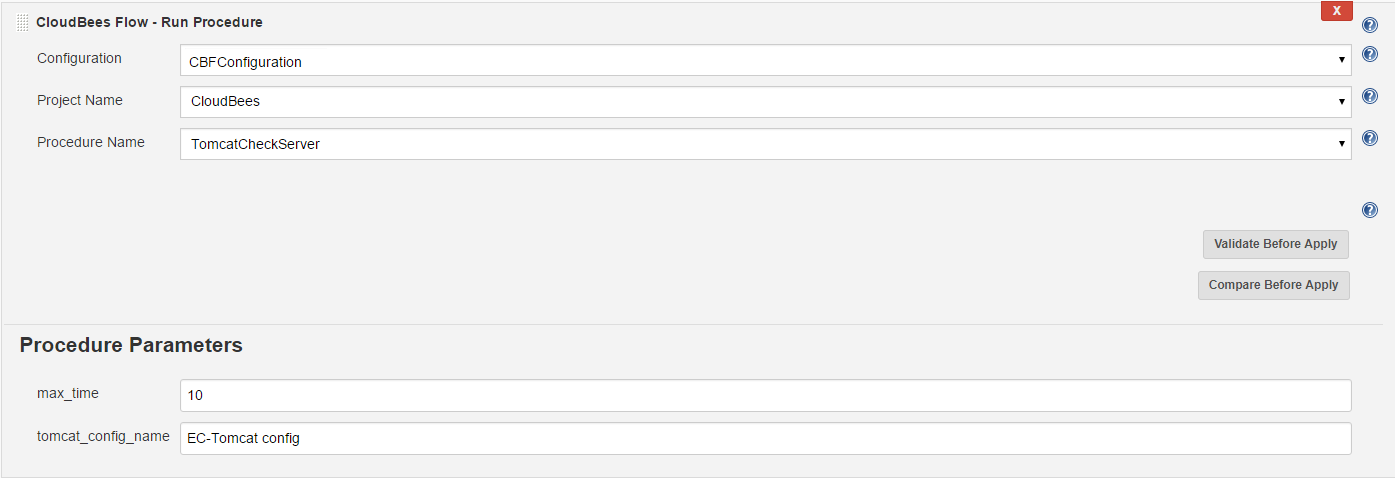 CloudBees Flow - Run Procedure
X
Configuration
CBFConfiguration
Project Name
CloudBees
Procedure Name
TomcatCheckServer
Validate Before Apply
Compare Before Apply
Procedure Parameters
max_time
10
tomcat_config_name
EC-Tomcat config